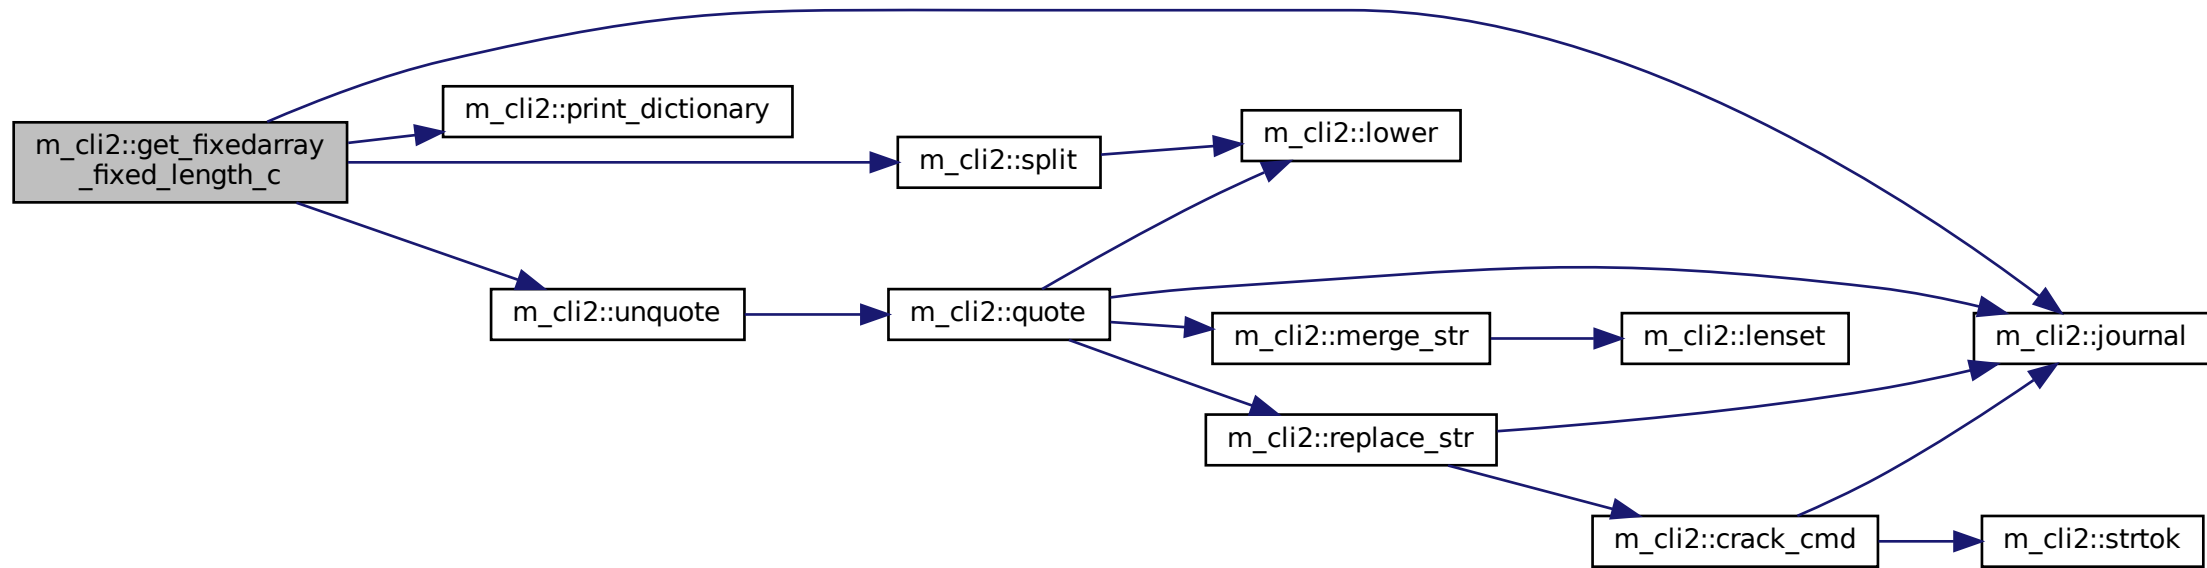 m_cli2::get_fixedarray
_fixed_length_c
m_cli2::print_dictionary
m_cli2::split
m_cli2::lower
m_cli2::unquote
m_cli2::quote
m_cli2::merge_str
m_cli2::lenset
m_cli2::journal
m_cli2::replace_str
m_cli2::crack_cmd
m_cli2::strtok